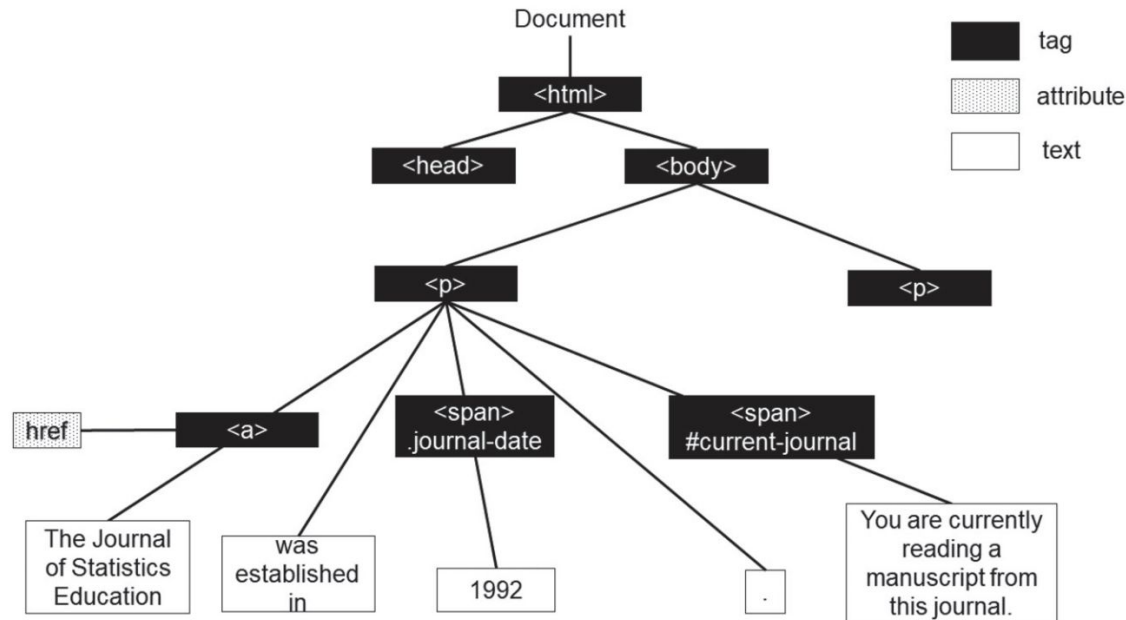 Document
tag
<html>
attribute
<head>
<body>
text
<p>
<p>
href
<a>
<span>
.journal-date
<span>
#current-journal
The Journal
of Statistics
Education
was
established
in
1992
.
You are currently
reading a
manuscript from
this journal.